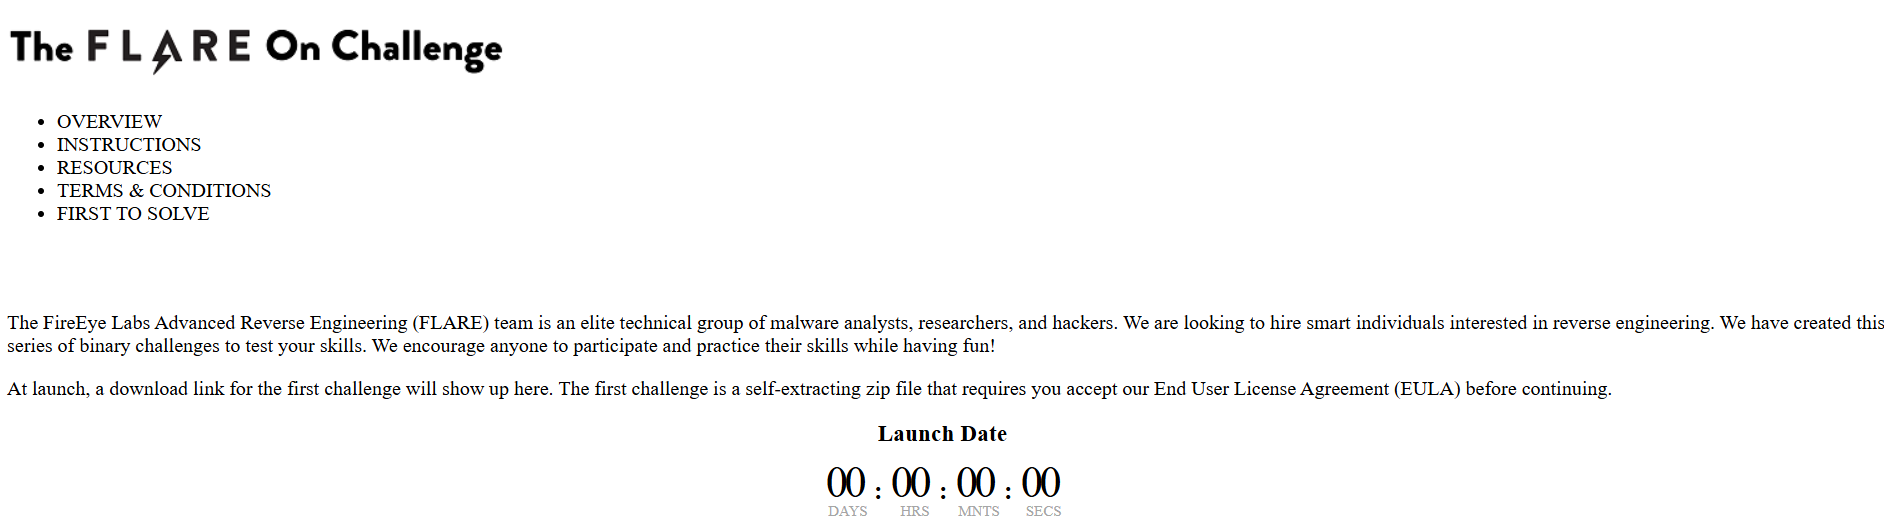 The FLARE On Challenge
OVERVIEW
INSTRUCTIONS
RESOURCES
TERMS & CONDITIONS
FIRST TO SOLVE
The FireEye Labs Advanced Reverse Engineering (FLARE) team is an elite technical group of malware analysts, researchers, and hackers. We are looking to hire smart individuals interested in reverse engineering. We have created this
series of binary challenges to test your skills. We encourage anyone to participate and practice their skills while having fun!
At launch, a download link for the first challenge will show up here. The first challenge is a self-extracting zip file that requires you accept our End User License Agreement (EULA) before continuing.
Launch Date
00 : 00 : 00 : 00
DAYS HRS MNTS SECS